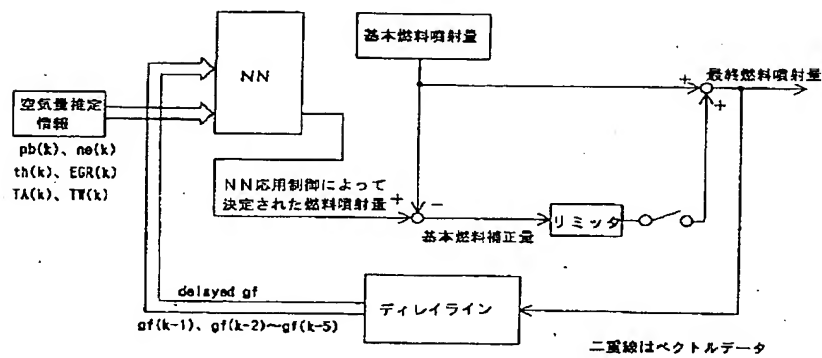 基本燃料噴射量
NN
最終燃料噴射量
+
+
空気量推定
情報
pb(k)、ne(k)
th(k)、EGR(k)
TA(k)、TW(k)
NN応用制御によって
決定された燃料噴射量
+
−
リミッタ
基本燃料補正量
delayed gf
ディレイライン
gf(k-1)、gf(k-2)〜gf(k-5)
二重線はベクトルデータ